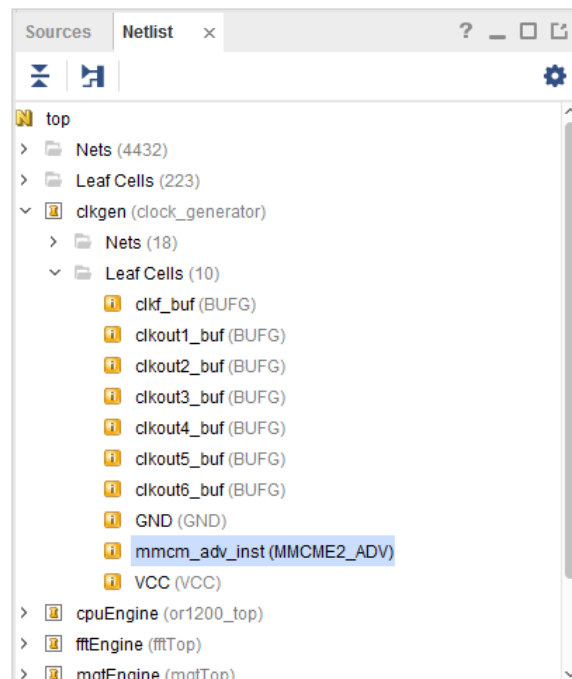 Sources Netlist
top
Nets (4432)
Leaf Cells (223)
clkgen (clock_generator)
Nets (18)
Leaf Cells (10)
clkf_buf (BUFG)
clkout1_buf (BUFG)
clkout2_buf (BUFG)
clkout3_buf (BUFG)
clkout4_buf (BUFG)
clkout5_buf (BUFG)
clkout6_buf (BUFG)
GND (GND)
mmcm_adv_inst (MMCME2_ADV)
VCC (VCC)
cpuEngine (or1200_top)
fftEngine (fftTop)
mgtEngine (mgtTop)